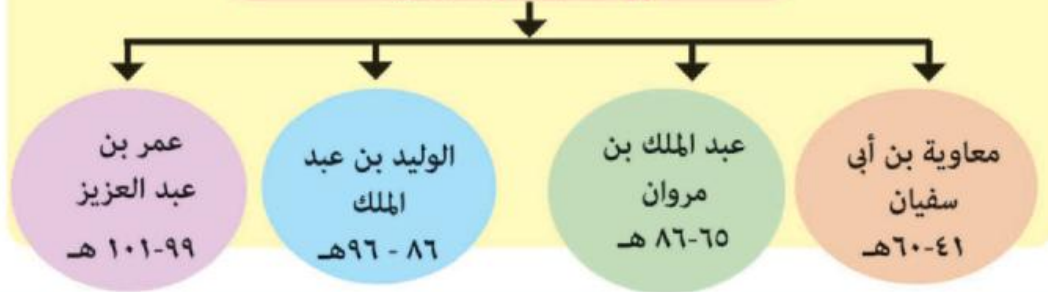 معاوية بن أبى
سفيان
٤١-٦٠هـ
عبد الملك بن
مروان
٦٥-٨٦ هـ
الوليد بن عبد
الملك
٨٦ - ٩٦هـ
عمر بن
عبد العزيز
٩٩-١٠١ هـ